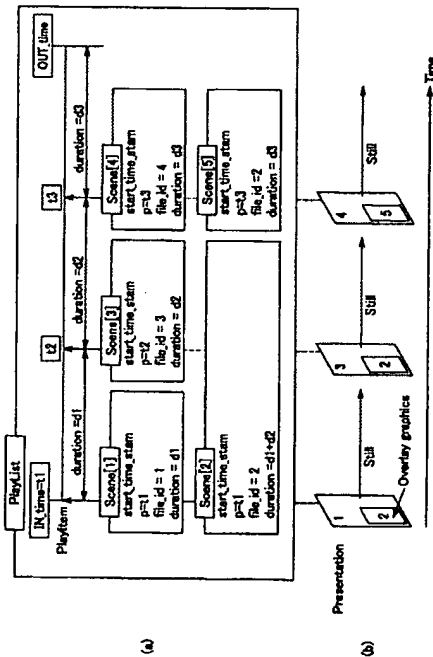 PlayList
IN_time=t1
t2
t3
OUT_time
PlayItem
duration =d1
duration =d2
duration =d3
(a)
Scene[1]
start_time_stam
p=t1
file_id = 1
duration = d1
Scene[3]
start_time_stam
p=t2
file_id = 3
duration = d2
Scene[4]
start_time_stam
p=t3
file_id = 4
duration = d3
Scene[2]
start_time_stam
p=t1
file_id = 2
duration =d1+d2
Scene[5]
start_time_stam
p=t3
file_id =2
duration = d3
(b)
Presentation
1
2
Still
3
2
Still
4
5
Still
Overlay graphics
Time